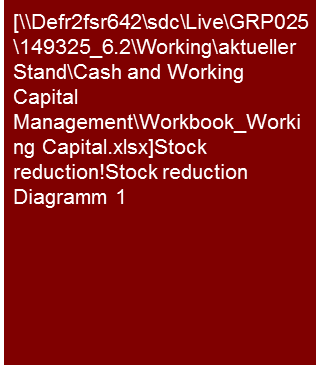 [\\Defr2fsr642\sdc\Live\GRP025
\149325_6.2\Working\aktueller
Stand\Cash and Working
Capital
Management\Workbook_Worki
ng Capital.xlsx]Stock
reduction!Stock reduction
Diagramm 1